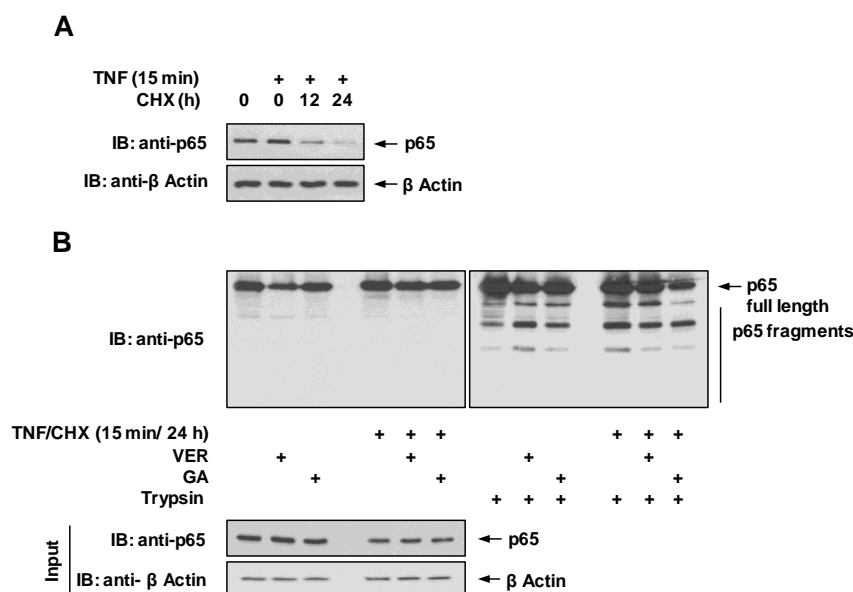 A
TNF (15 min) + + +
CHX (h) 0 0 12 24
IB: anti-p65 p65
IB: anti-β Actin β Actin
B
IB: anti-p65 p65
full length
p65 fragments
TNF/CHX (15 min/ 24 h) + + + + + +
VER + + + +
GA + + + +
Trypsin + + + + + +
Input
IB: anti-p65 p65
IB: anti- β Actin β Actin